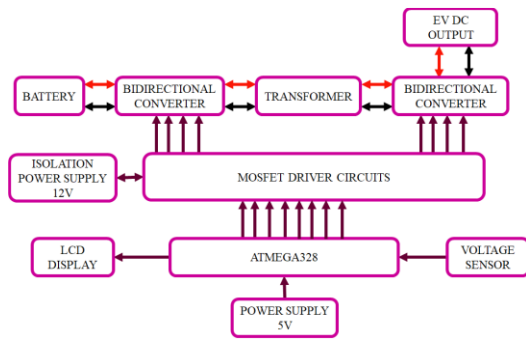 EV DC
OUTPUT
BATTERY
BIDIRECTIONAL
CONVERTER
TRANSFORMER
BIDIRECTIONAL
CONVERTER
ISOLATION
POWER SUPPLY
12V
MOSFET DRIVER CIRCUITS
LCD
DISPLAY
ATMEGA328
VOLTAGE
SENSOR
POWER SUPPLY
5V